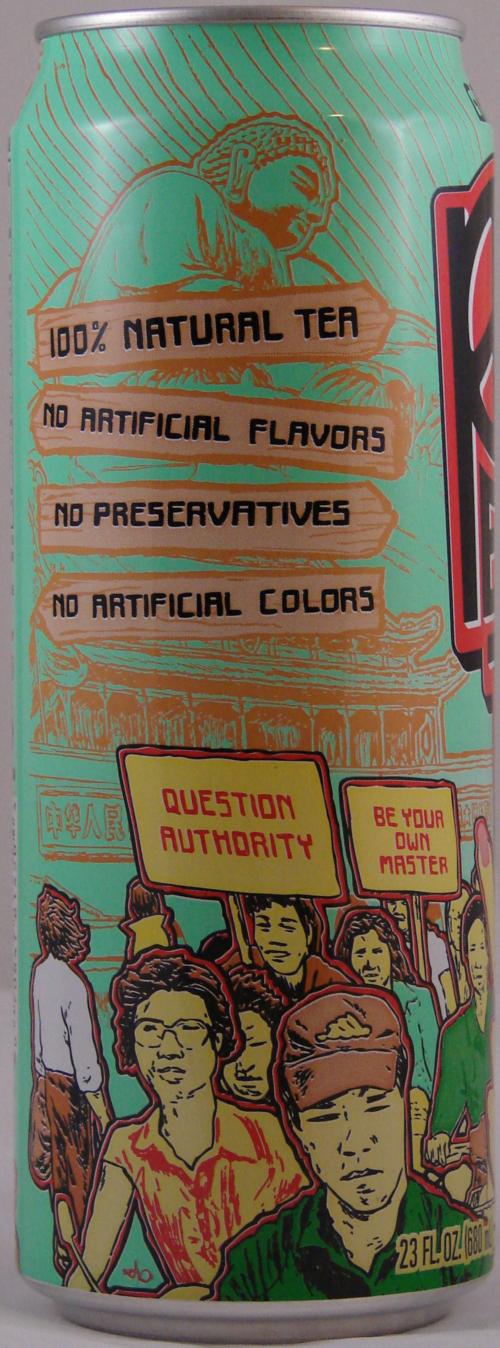 100% NATURAL TEA
NO ARTIFICIAL FLAVORS
NO PRESERVATIVES
NO ARTIFICIAL COLORS
中华人民
QUESTION
AUTHORITY
BE YOUR
OWN
MASTER
23 FL. OZ. (680